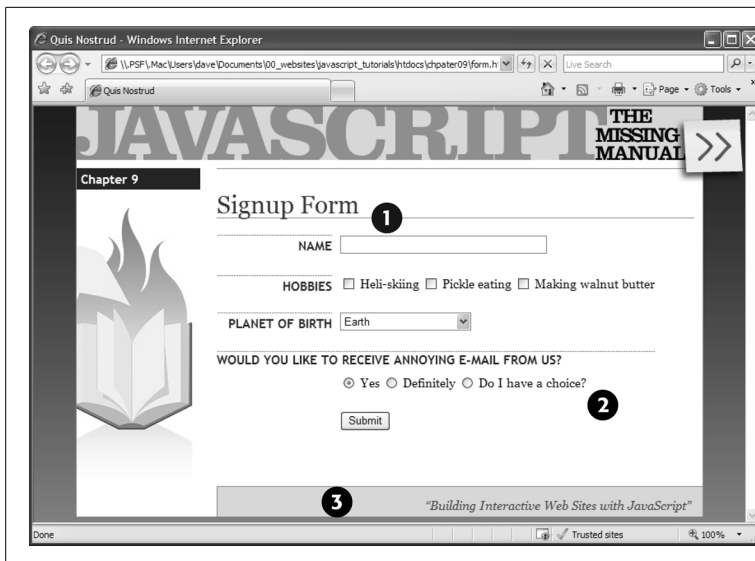 Quis Nostrud - Windows Internet Explorer
\\.PSF\.Mac\Users\dave\Documents\00_websites\javascript_tutorials\htdocs\chpater09\form.h
Live Search
Quis Nostrud
Page
Tools
JAVASCRIPT
THE
MISSING
MANUAL
>>
Chapter 9
Signup Form
1
NAME
HOBBIES Heli-skiing Pickle eating Making walnut butter
PLANET OF BIRTH Earth
WOULD YOU LIKE TO RECEIVE ANNOYING E-MAIL FROM US?
Yes Definitely Do I have a choice?
2
Submit
3
"Building Interactive Web Sites with JavaScript"
Done
Trusted sites
100%